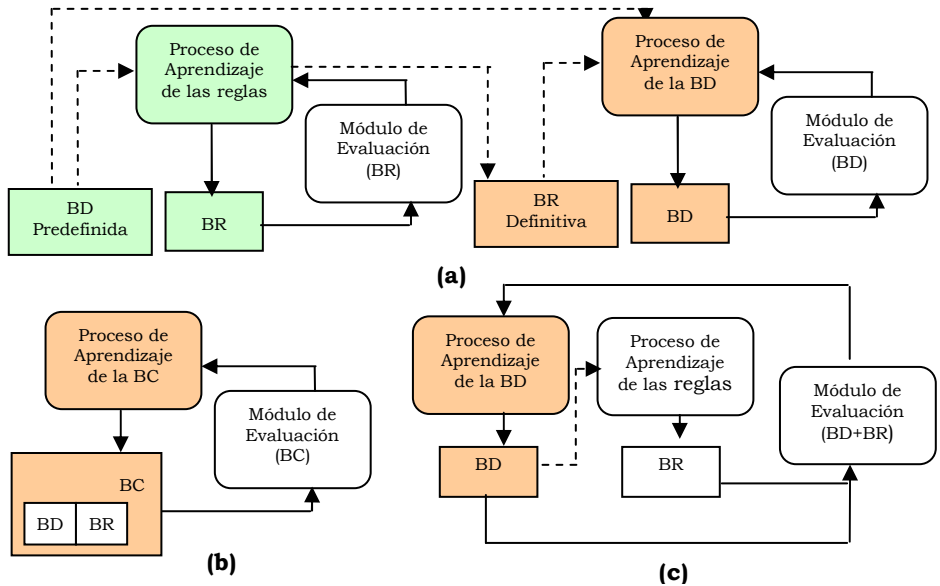 Proceso de
Aprendizaje
de las reglas
Módulo de
Evaluación
(BR)
BD
Predefinida
BR
Proceso de
Aprendizaje
de la BD
Módulo de
Evaluación
(BD)
BR
Definitiva
BD
(a)
Proceso de
Aprendizaje
de la BC
Módulo de
Evaluación
(BC)
BC
BD
BR
(b)
Proceso de
Aprendizaje
de la BD
Proceso de
Aprendizaje
de las reglas
Módulo de
Evaluación
(BD+BR)
BD
BR
(c)